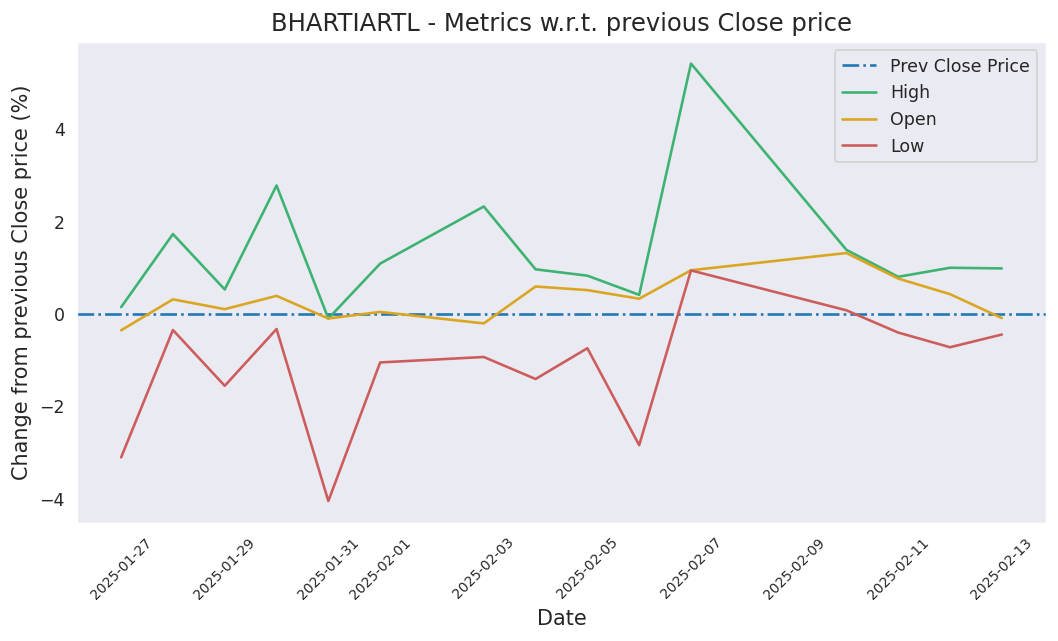 BHARTIARTL - Metrics w.r.t. previous Close price
Change from previous Close price (%)
4
2
0
−2
−4
Prev Close Price
High
Open
Low
2025-01-27
2025-01-29
2025-01-31
2025-02-01
2025-02-03
2025-02-05
2025-02-07
2025-02-09
2025-02-11
2025-02-13
Date